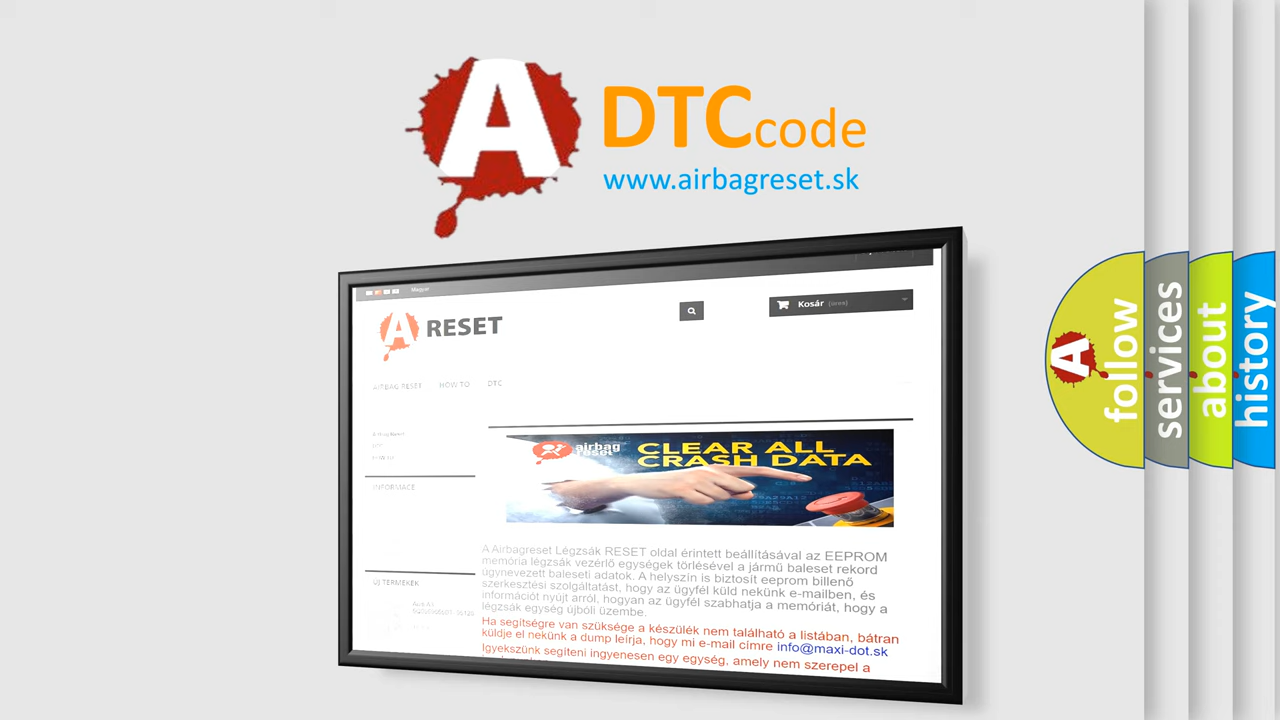 A
DTC code
www.airbagreset.sk
Magyar
A RESET
Kosár (üres)
AIRBAG RESET HOW TO DTC
INFORMACE
ÚJ TERMÉKEK
airbag
reset
CLEAR ALL
CRASH DATA
A Airbagreset Légzsák RESET oldal érintett beállításával az EEPROM
memória légzsák vezérlő egységek törlésével a jármű baleset rekord
úgynevezett baleseti adatok. A helyszín is biztosít eeprom billenő
szerkesztési szolgáltatást, hogy az ügyfél küld nekünk e-mailben, és
információt nyújt arról, hogyan az ügyfél szabhatja a memóriát, hogy a
légzsák egység újbóli üzembe.
Ha segítségre van szüksége a készülék nem található a listában, bátran
küldje el nekünk a dump leírja, hogy mi e-mail címre info@maxi-dot.sk
Igyekszünk segíteni ingyenesen egy egység, amely nem szerepel a
A
follow
services
about
history